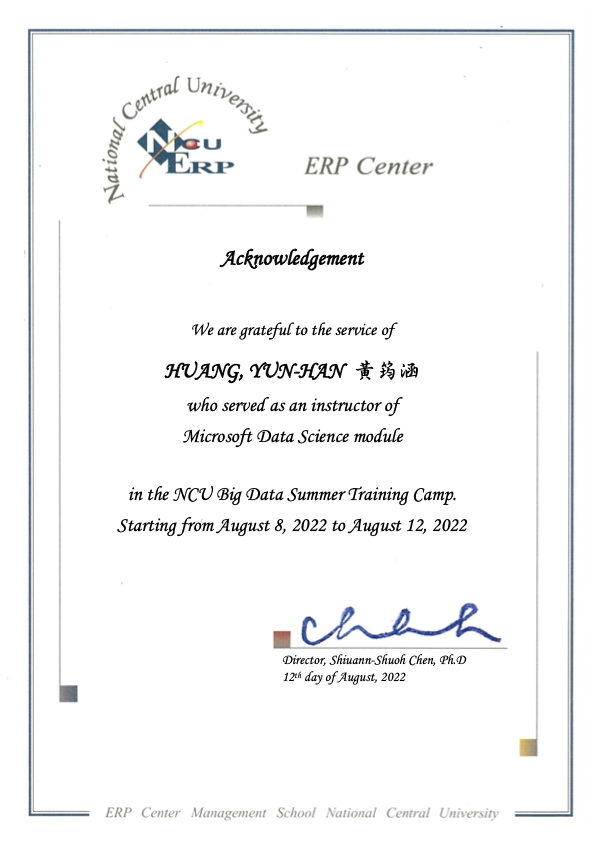 National Central University
NCU
ERP
ERP Center
Acknowledgement
We are grateful to the service of
HUANG, YUN-HAN 黃筠涵
who served as an instructor of
Microsoft Data Science module
in the NCU Big Data Summer Training Camp.
Starting from August 8, 2022 to August 12, 2022
Chen
Director, Shiuann-Shuoh Chen, Ph.D
12th day of August, 2022
ERP Center Management School National Central University